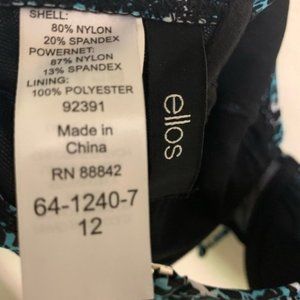 SHELL:
80% NYLON
20% SPANDEX
POWERNET:
87% NYLON
13% SPANDEX
LINING:
100% POLYESTER
92391
Made in
China
RN 88842
64-1240-7
12
ellos